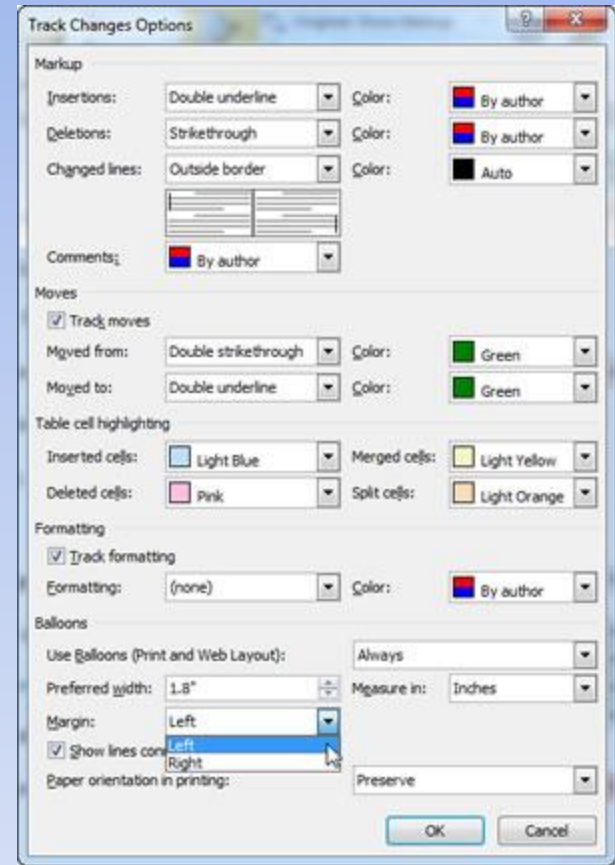 Track Changes Options
Markup
Insertions: Double underline Color: By author
Deletions: Strikethrough Color: By author
Changed lines: Outside border Color: Auto
Comments: By author
Moves
Track moves
Moved from: Double strikethrough Color: Green
Moved to: Double underline Color: Green
Table cell highlighting
Inserted cells: Light Blue Merged cells: Light Yellow
Deleted cells: Pink Split cells: Light Orange
Formatting
Track formatting
Formatting: (none) Color: By author
Balloons
Use Balloons (Print and Web Layout): Always
Preferred width: 1.8" Measure in: Inches
Margin: Left
Left
Show lines
Right
Paper orientation in printing: Preserve
OK Cancel